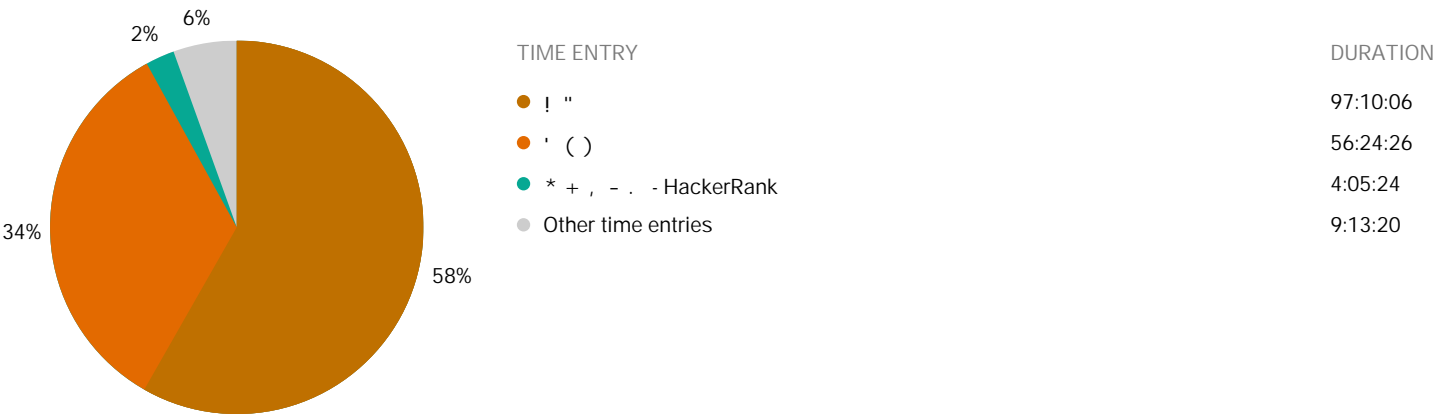 6%
2%
34%
58%
TIME ENTRY DURATION
! " 97:10:06
' ( ) 56:24:26
* + , - . - HackerRank 4:05:24
Other time entries 9:13:20